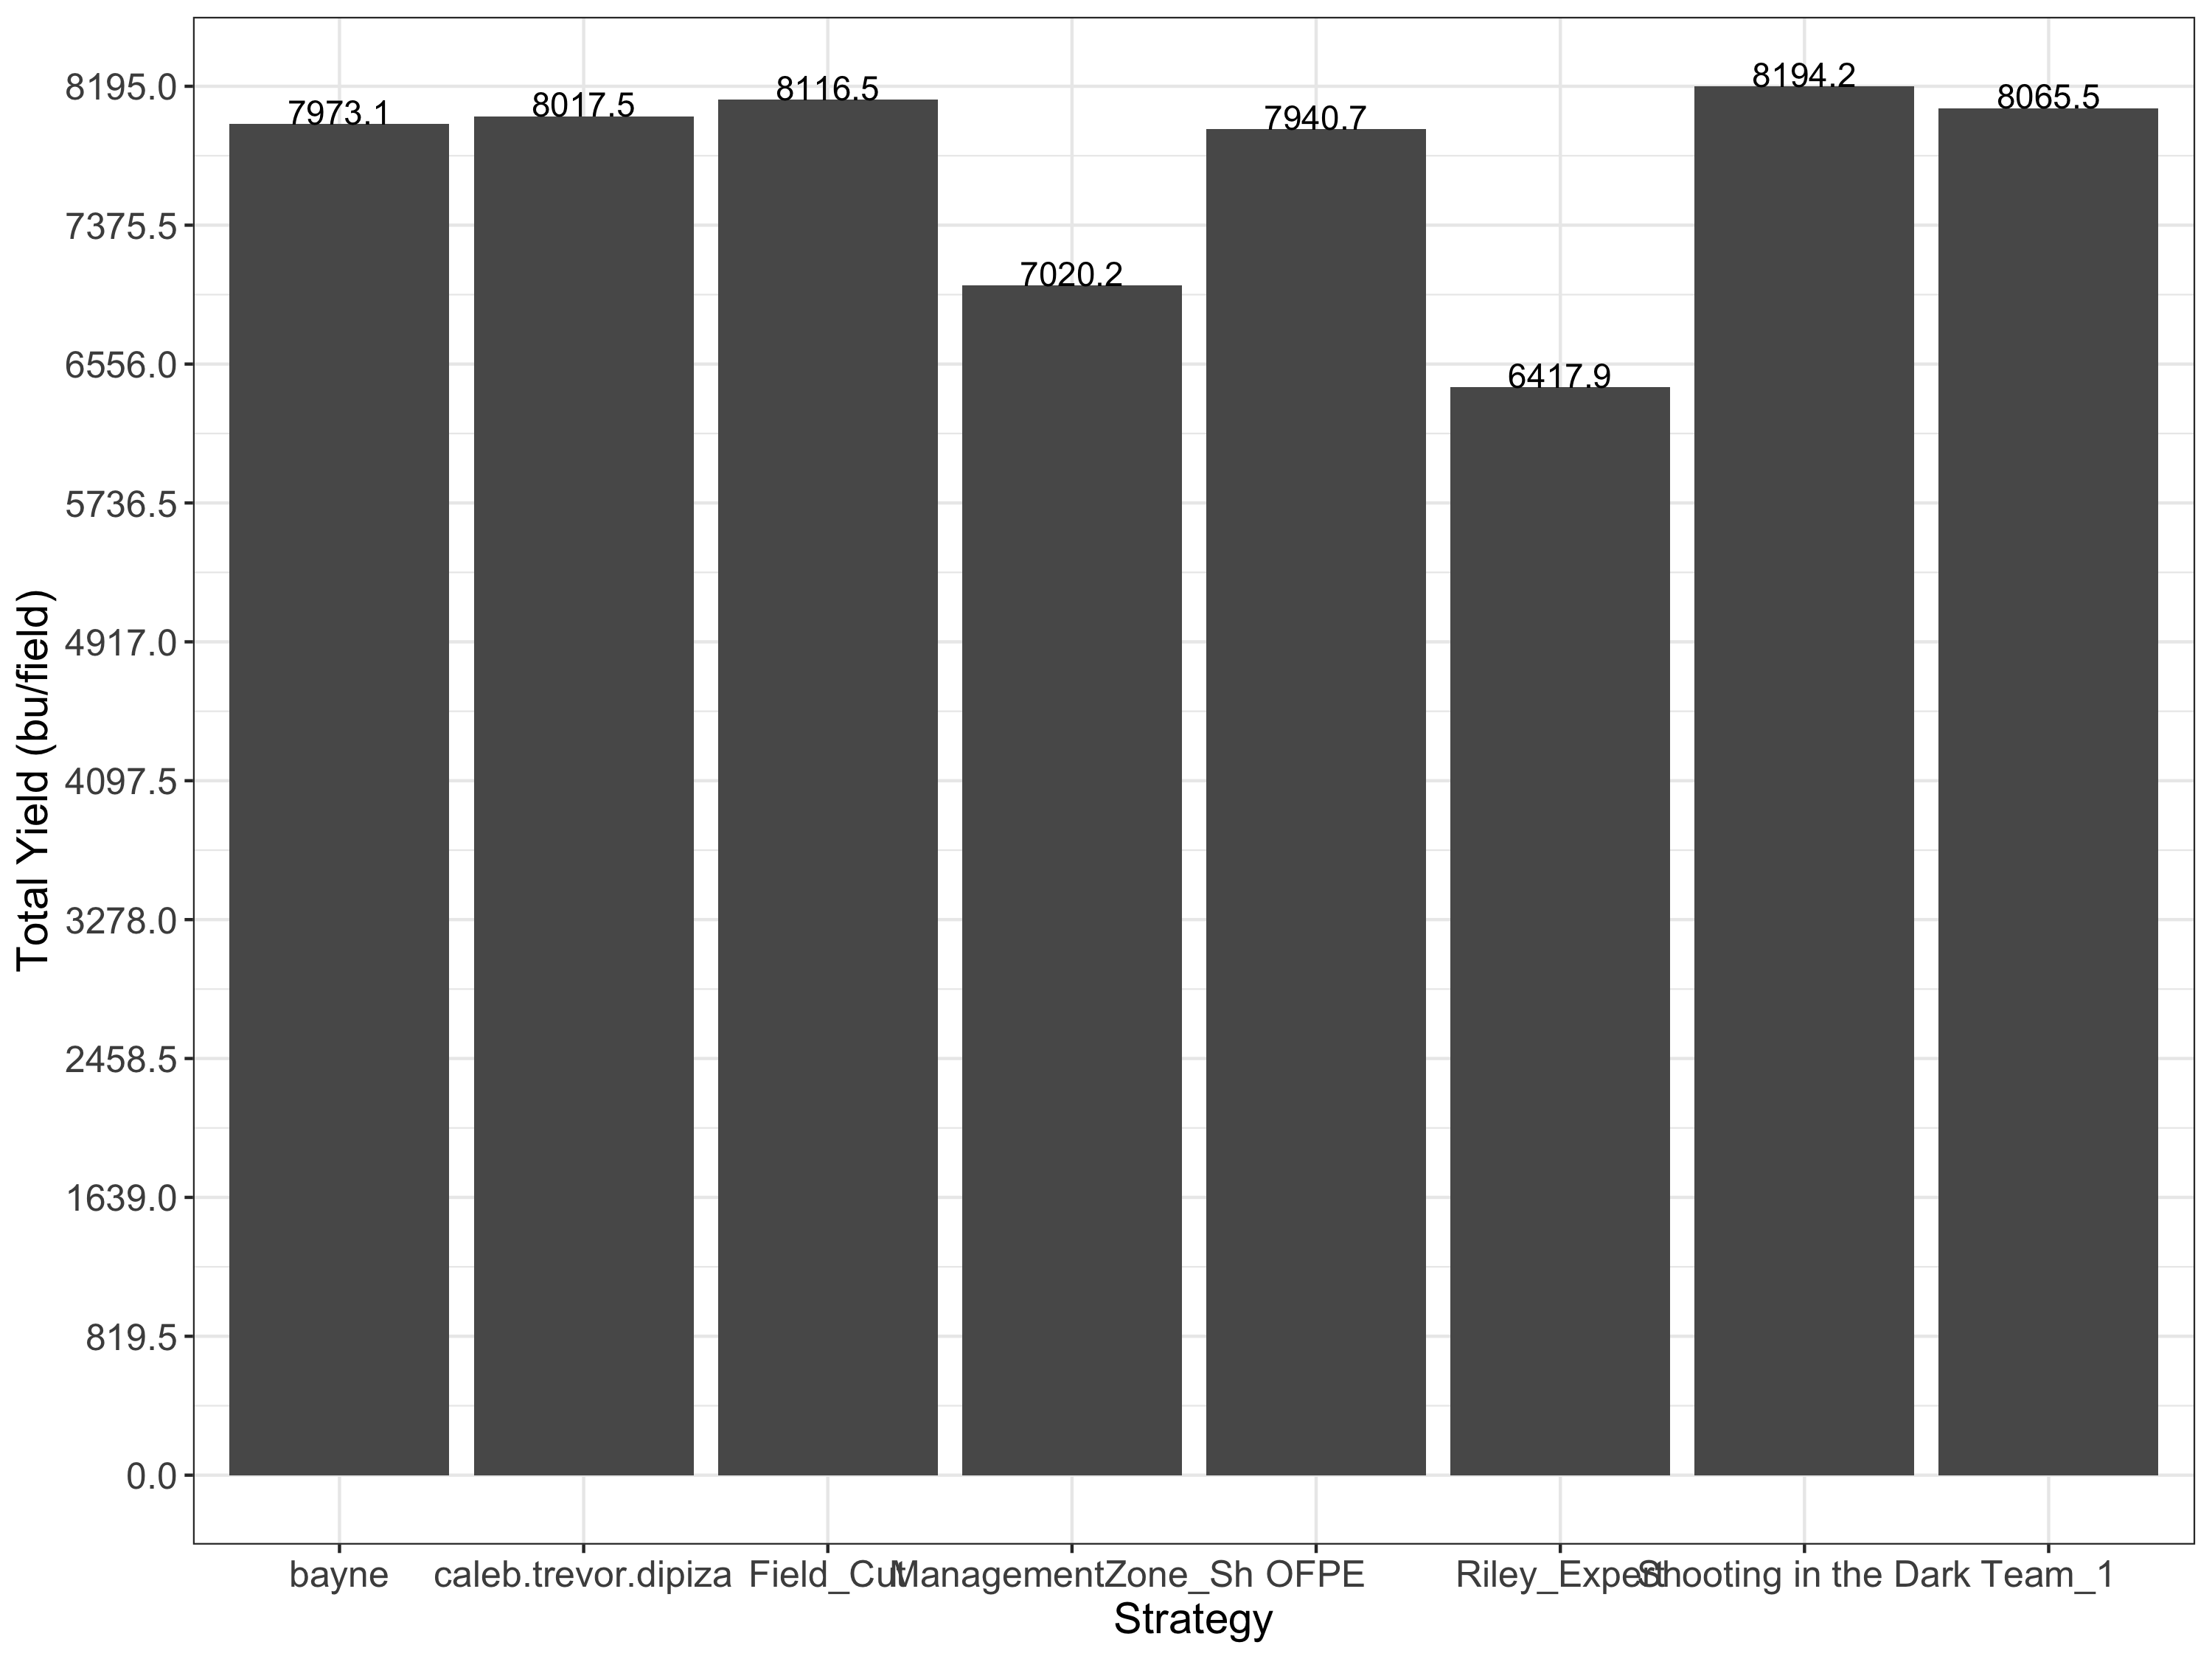 Total Yield (bu/field)
8195.0
7375.5
6556.0
5736.5
4917.0
4097.5
3278.0
2458.5
1639.0
819.5
0.0
7973.1
8017.5
8116.5
7020.2
7940.7
6417.9
8194.2
8065.5
bayne
caleb.trevor.dipiza
Field_Cut
ManagementZone_Sh
OFPE
Riley_Expert
Shooting in the Dark
Team_1
Strategy